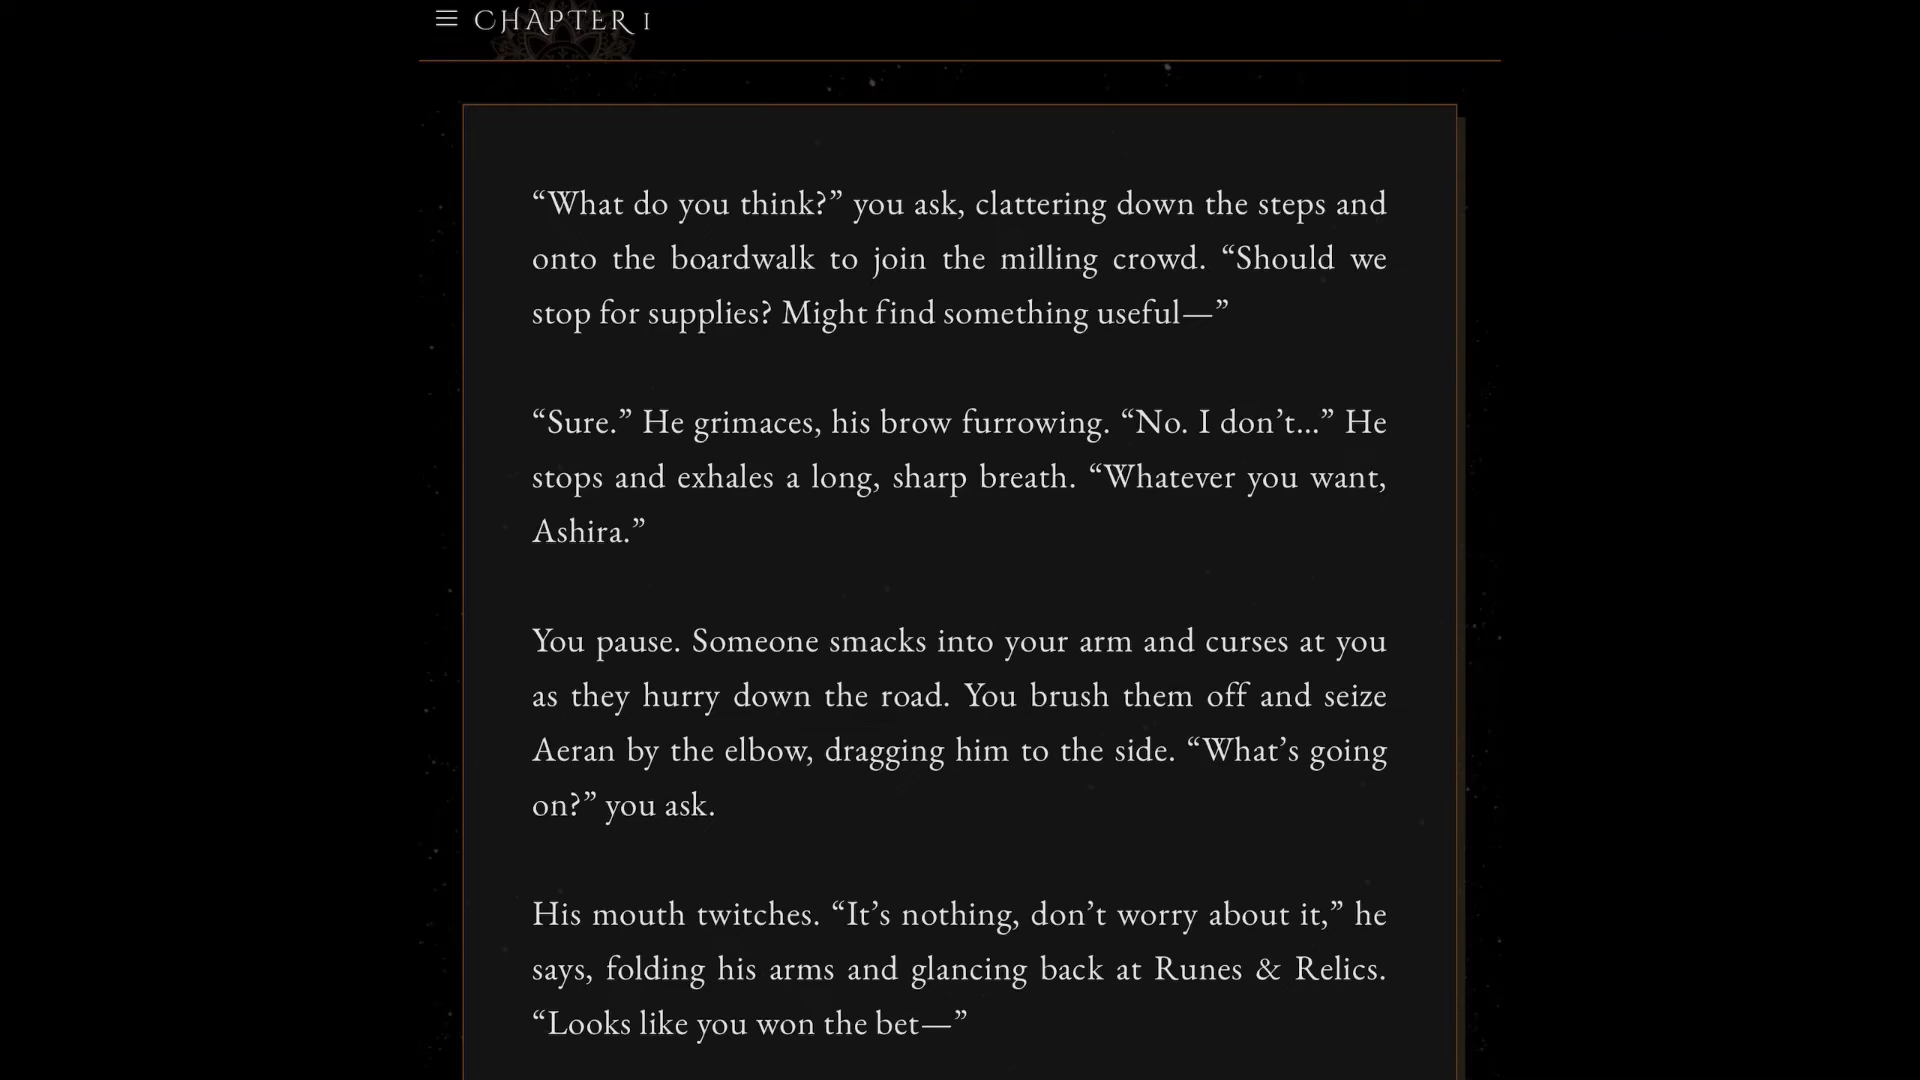 CHAPTER 1
“What do you think?” you ask, clattering down the steps and
onto the boardwalk to join the milling crowd. “Should we
stop for supplies? Might find something useful—”
“Sure.” He grimaces, his brow furrowing. “No. I don’t...” He
stops and exhales a long, sharp breath. “Whatever you want,
Ashira.”
You pause. Someone smacks into your arm and curses at you
as they hurry down the road. You brush them off and seize
Aeran by the elbow, dragging him to the side. “What’s going
on?” you ask.
His mouth twitches. “It’s nothing, don’t worry about it,” he
says, folding his arms and glancing back at Runes & Relics.
“Looks like you won the bet—”